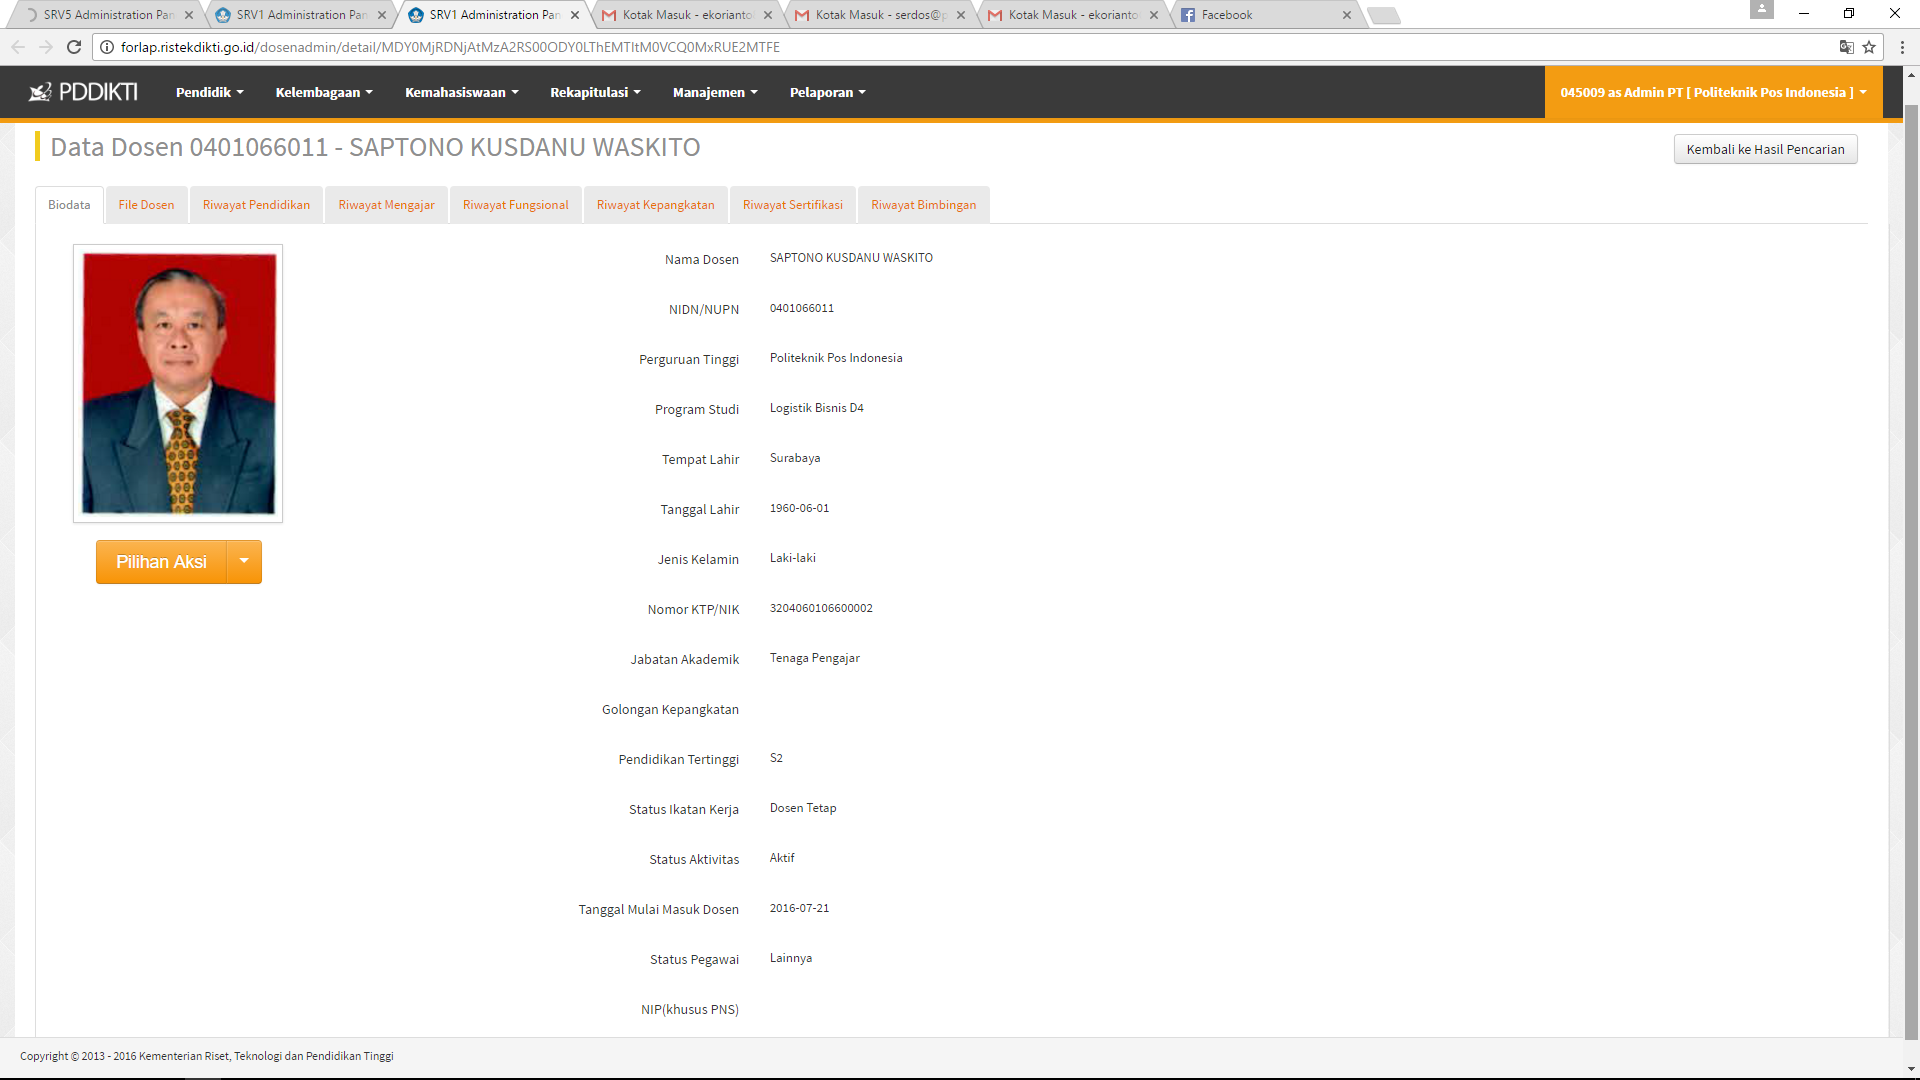 SRV5 Administration Pan
SRV1 Administration Pan
SRV1 Administration Pan
Kotak Masuk - ekorianto
Kotak Masuk - serdos@p
Kotak Masuk - ekorianto
Facebook
forlap.ristekdikti.go.id/dosenadmin/detail/MDY0MjRDNjAtMzA2RS00ODY0LThEMTItM0VCQ0MxRUE2MTFE
PDDIKTI
Pendidik
Kelembagaan
Kemahasiswaan
Rekapitulasi
Manajemen
Pelaporan
045009 as Admin PT [ Politeknik Pos Indonesia ]
Data Dosen 0401066011 - SAPTONO KUSDANU WASKITO
Kembali ke Hasil Pencarian
Biodata
File Dosen
Riwayat Pendidikan
Riwayat Mengajar
Riwayat Fungsional
Riwayat Kepangkatan
Riwayat Sertifikasi
Riwayat Bimbingan
Pilihan Aksi
Nama Dosen SAPTONO KUSDANU WASKITO
NIDN/NUPN 0401066011
Perguruan Tinggi Politeknik Pos Indonesia
Program Studi Logistik Bisnis D4
Tempat Lahir Surabaya
Tanggal Lahir 1960-06-01
Jenis Kelamin Laki-laki
Nomor KTP/NIK 3204060106600002
Jabatan Akademik Tenaga Pengajar
Golongan Kepangkatan
Pendidikan Tertinggi S2
Status Ikatan Kerja Dosen Tetap
Status Aktivitas Aktif
Tanggal Mulai Masuk Dosen 2016-07-21
Status Pegawai Lainnya
NIP(khusus PNS)
Copyright © 2013 - 2016 Kementerian Riset, Teknologi dan Pendidikan Tinggi